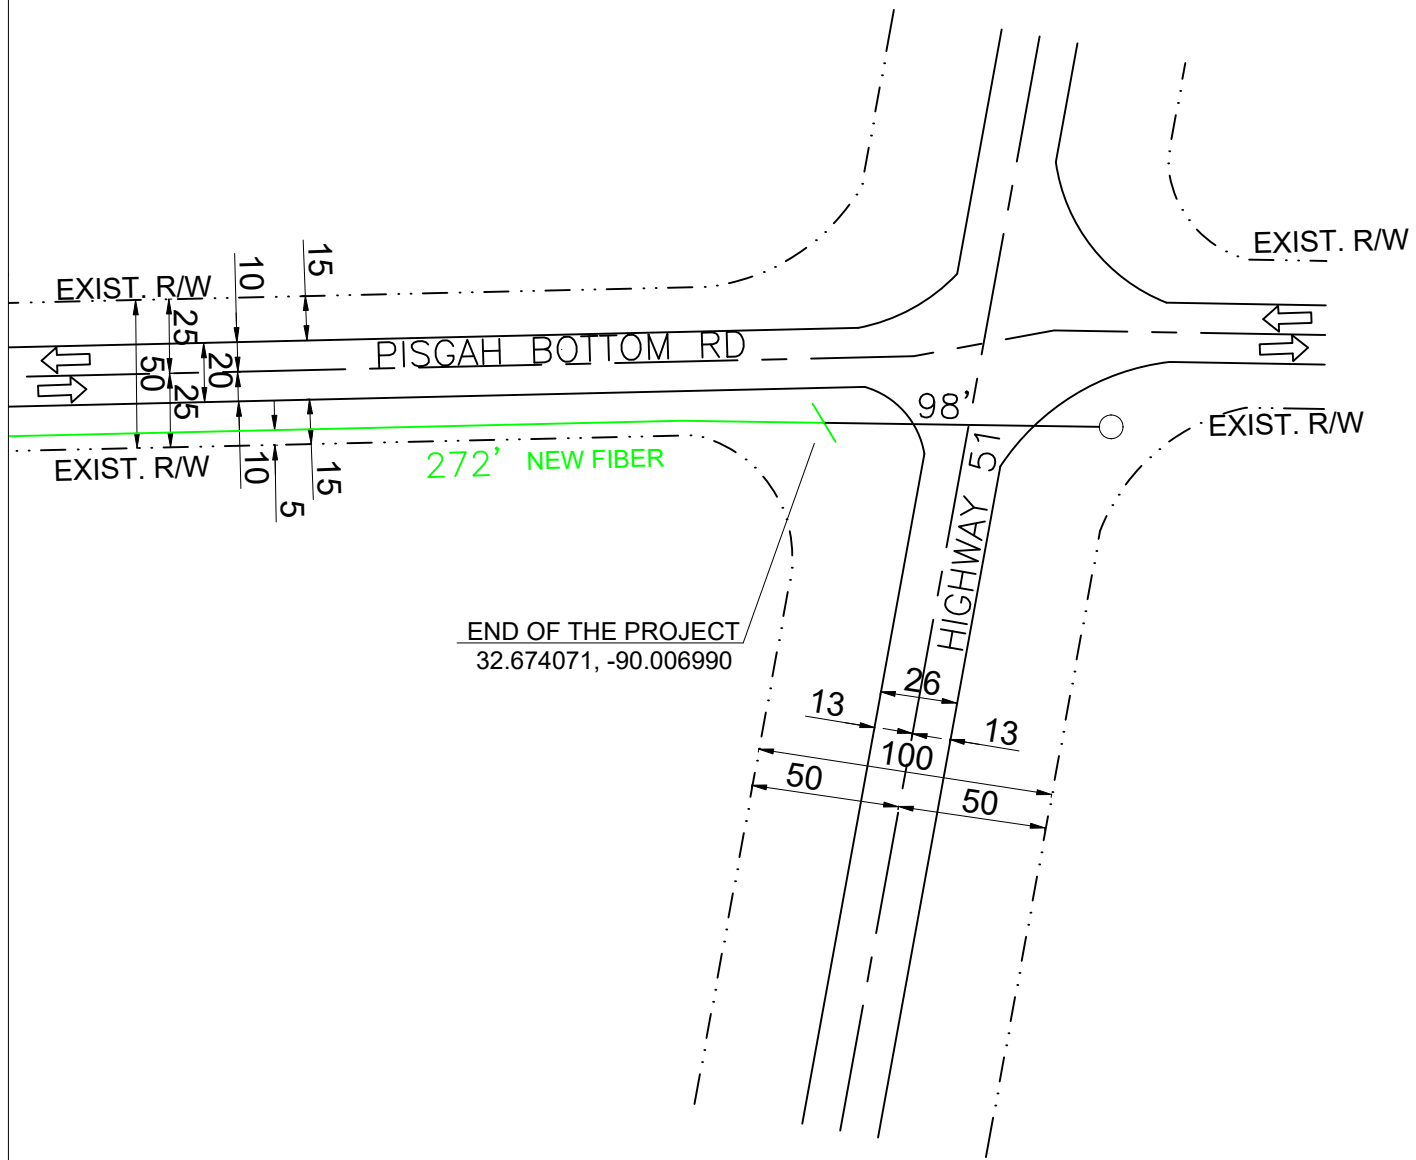 EXIST. R/W
EXIST. R/W
10
15
25
50
20
25
PISGAH BOTTOM RD
98'
EXIST. R/W
EXIST. R/W
10
5
15
272' NEW FIBER
HIGHWAY 51
END OF THE PROJECT
32.674071, -90.006990
26
13
13
100
50
50